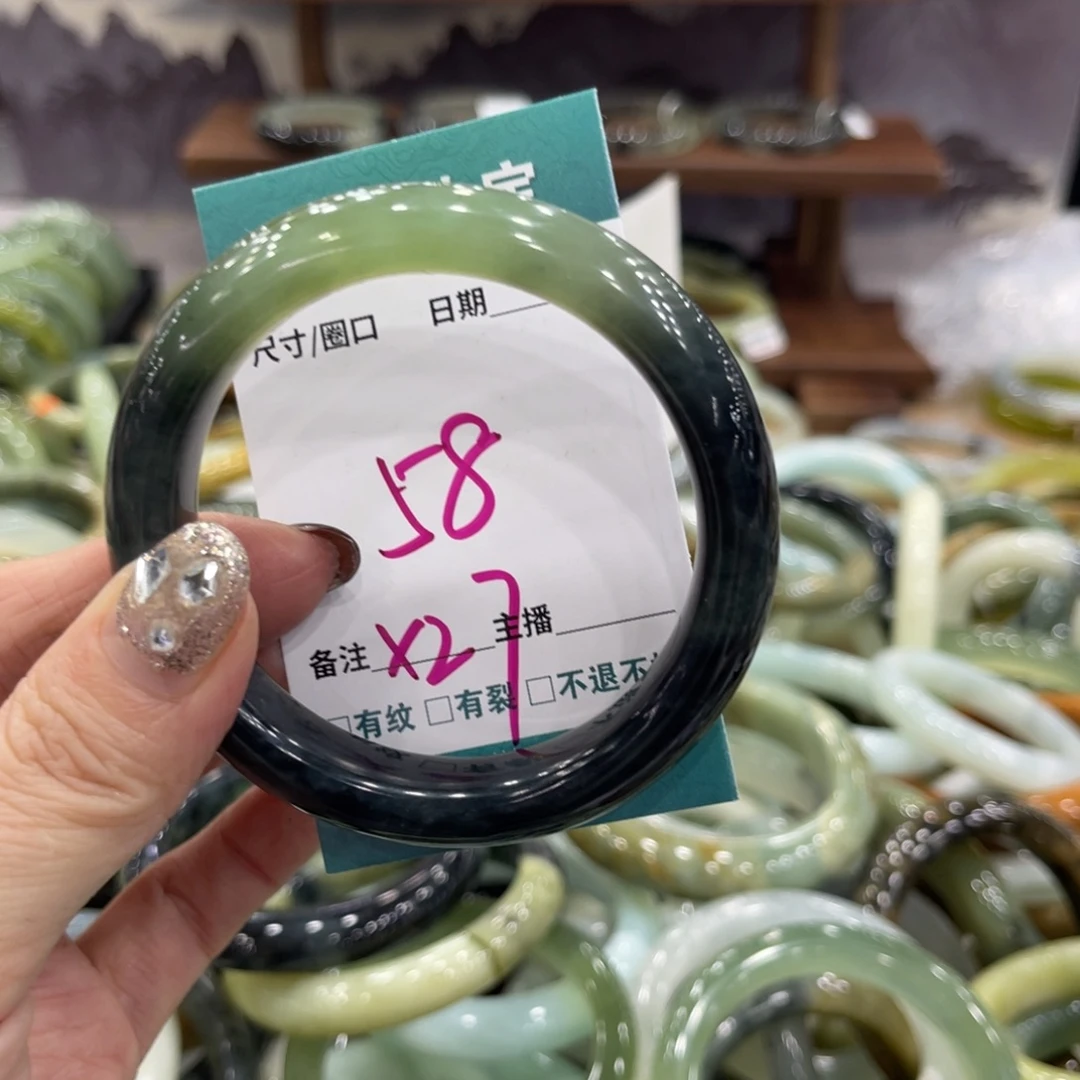 宝
尺寸/圈口 日期
58
备注 x27 主播
□有纹 □有裂 □不退不